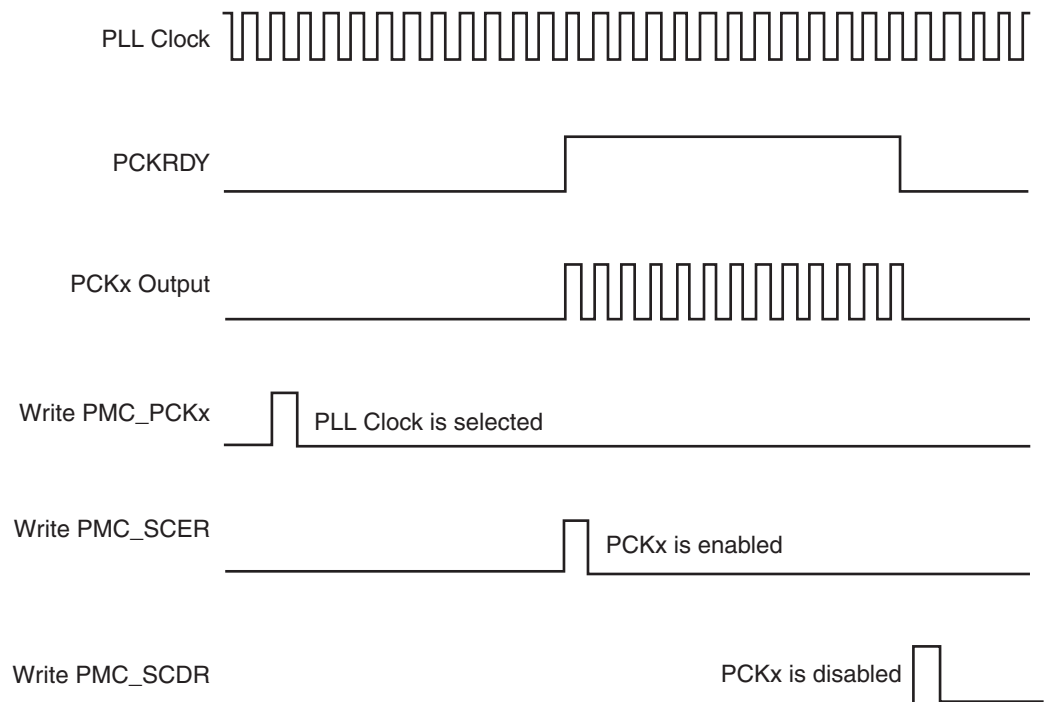 PLL Clock
PCKRDY
PCKx Output
Write PMC_PCKx
PLL Clock is selected
Write PMC_SCER
PCKx is enabled
Write PMC_SCDR
PCKx is disabled